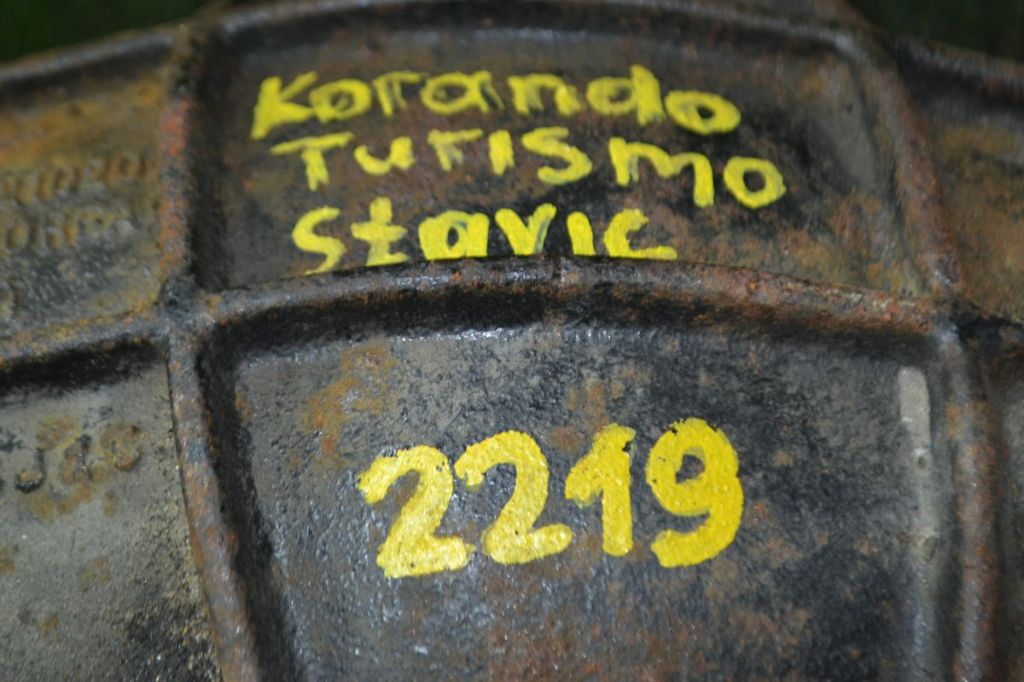 Korando
Turismo
Stavic
2219